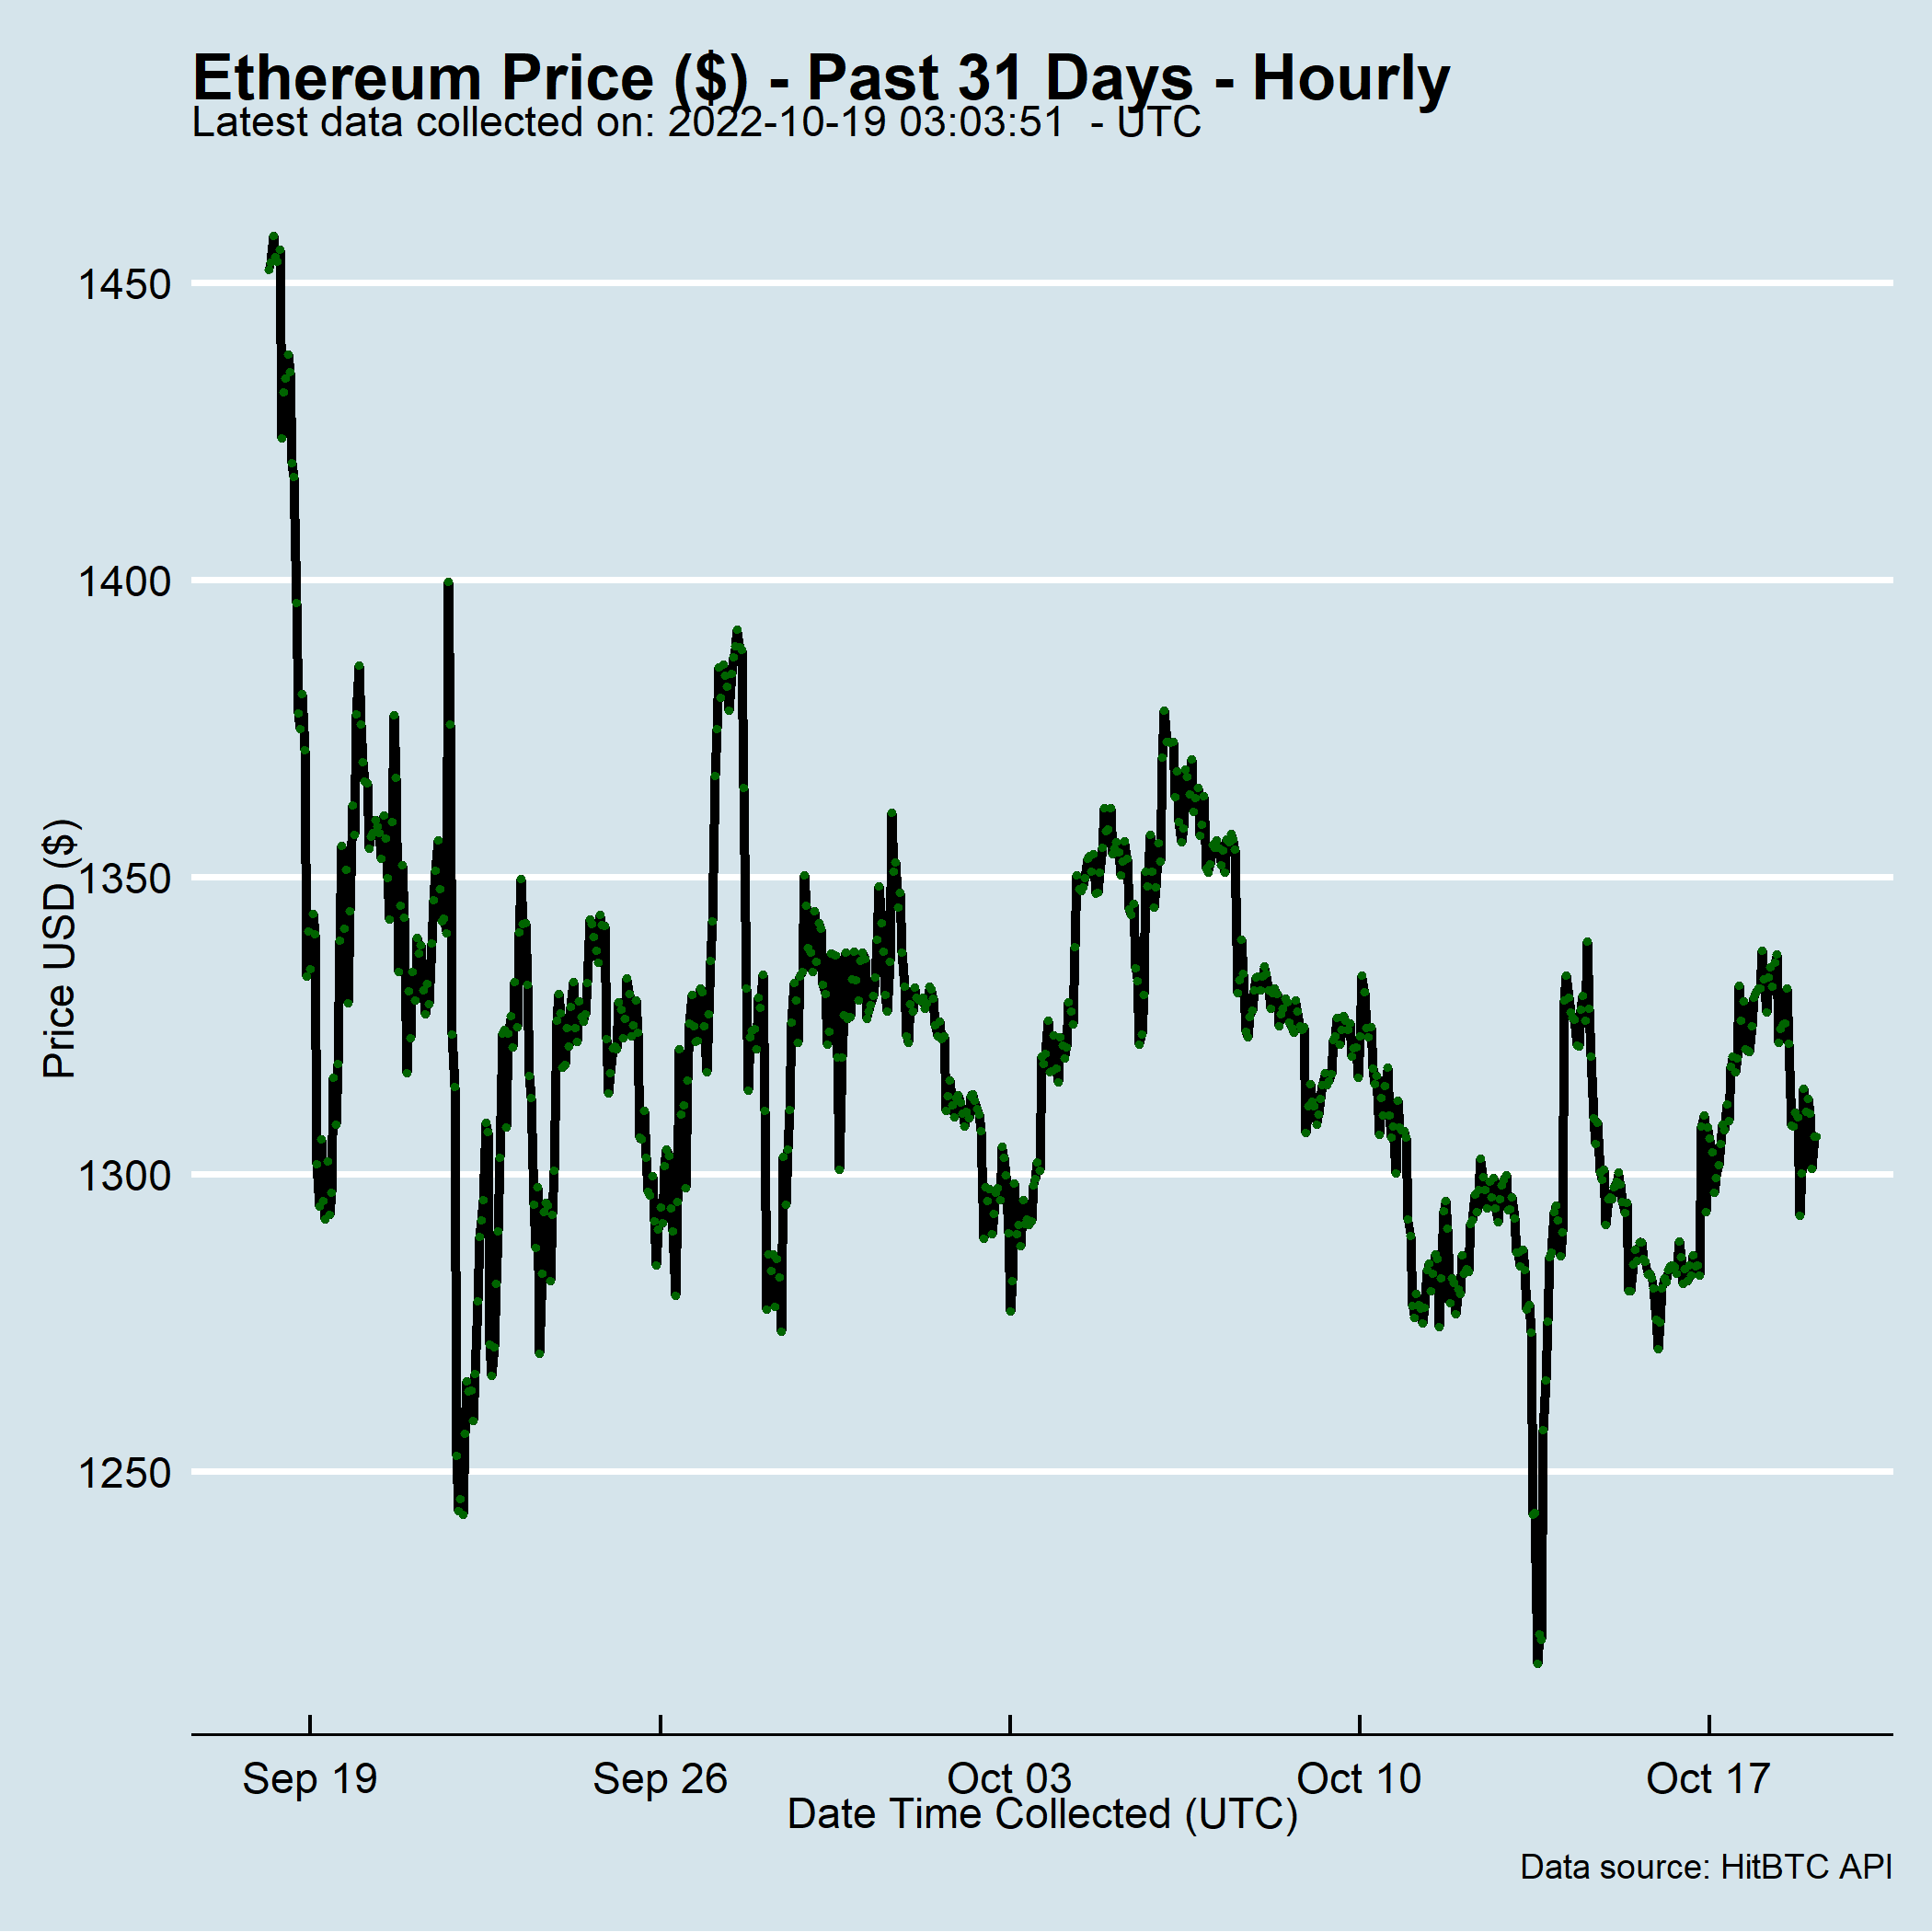 Ethereum Price ($) - Past 31 Days - Hourly
Latest data collected on: 2022-10-19 03:03:51  - UTC
Price USD ($)
1450
1400
1350
1300
1250
Sep 19 Sep 26 Oct 03 Oct 10 Oct 17
Date Time Collected (UTC)
Data source: HitBTC API